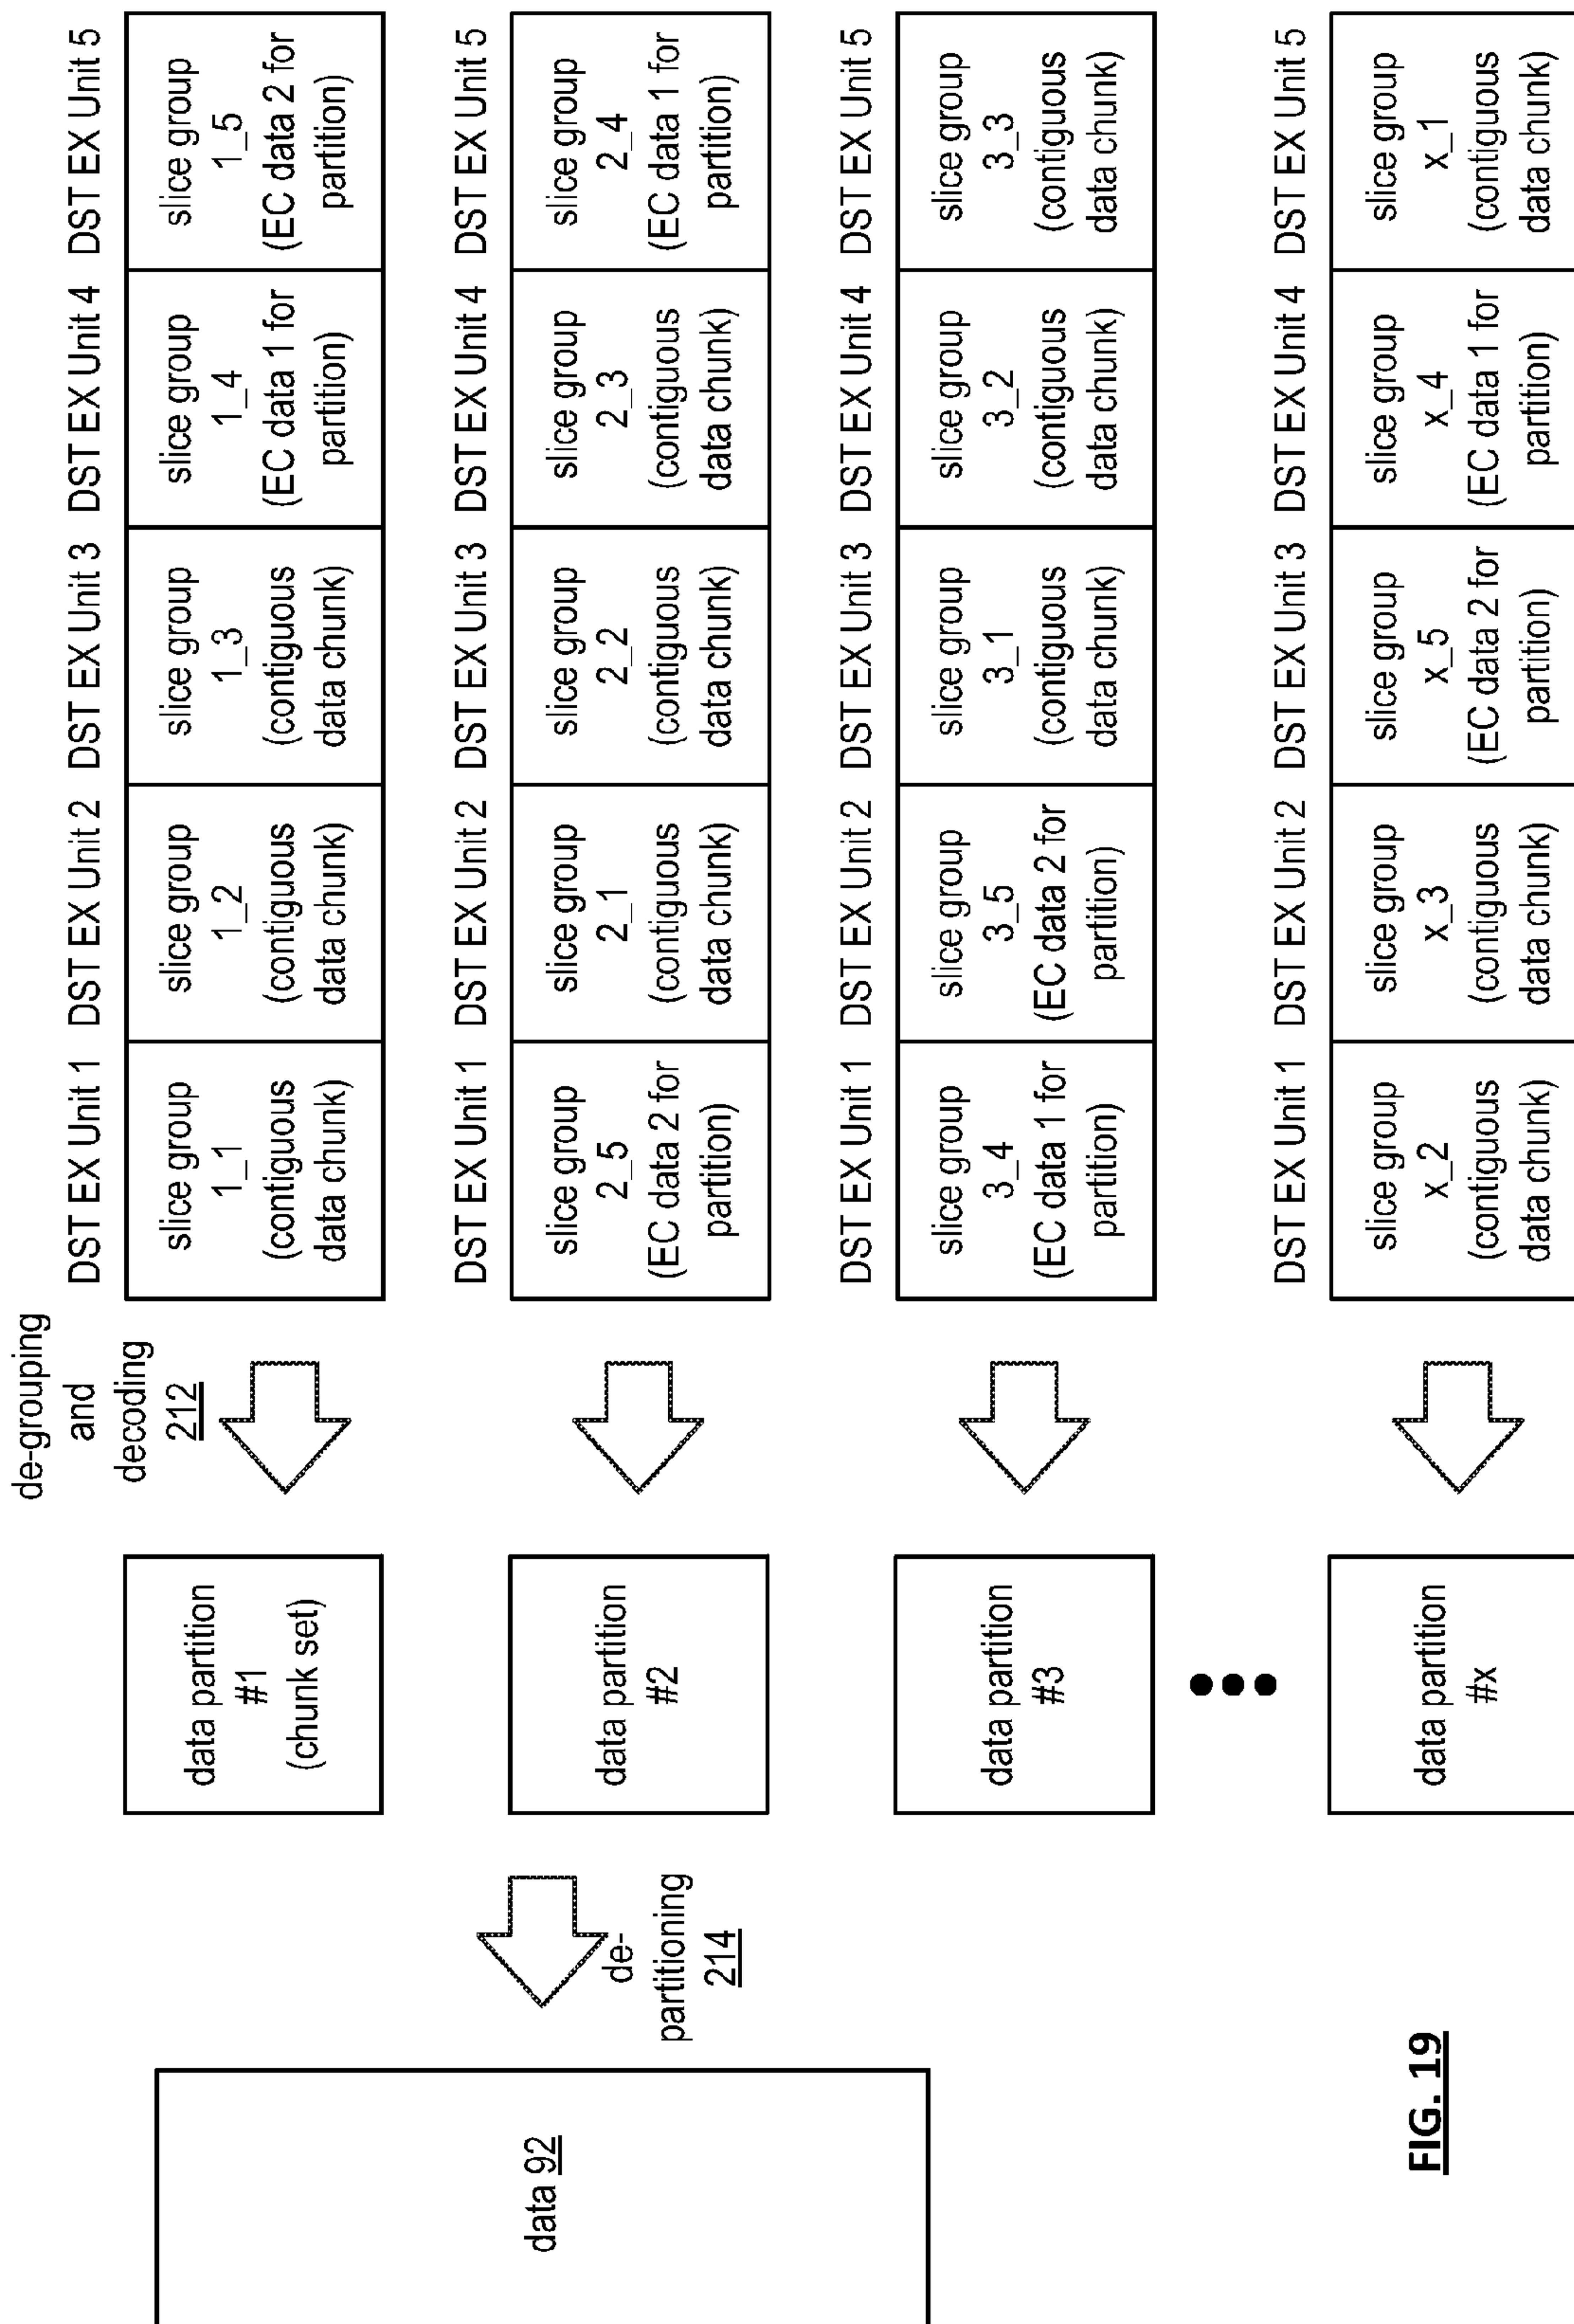 de-grouping
and
decoding
212
DST EX Unit 1 DST EX Unit 2 DST EX Unit 3 DST EX Unit 4 DST EX Unit 5
data partition
#1
(chunk set)
slice group
1_1
(contiguous
data chunk)
slice group
1_2
(contiguous
data chunk)
slice group
1_3
(contiguous
data chunk)
slice group
1_4
(EC data 1 for
partition)
slice group
1_5
(EC data 2 for
partition)
DST EX Unit 1 DST EX Unit 2 DST EX Unit 3 DST EX Unit 4 DST EX Unit 5
data 92
de-
partitioning
214
data partition
#2
slice group
2_5
(EC data 2 for
partition)
slice group
2_1
(contiguous
data chunk)
slice group
2_2
(contiguous
data chunk)
slice group
2_3
(contiguous
data chunk)
slice group
2_4
(EC data 1 for
partition)
DST EX Unit 1 DST EX Unit 2 DST EX Unit 3 DST EX Unit 4 DST EX Unit 5
data partition
#3
slice group
3_4
(EC data 1 for
partition)
slice group
3_5
(EC data 2 for
partition)
slice group
3_1
(contiguous
data chunk)
slice group
3_2
(contiguous
data chunk)
slice group
3_3
(contiguous
data chunk)
DST EX Unit 1 DST EX Unit 2 DST EX Unit 3 DST EX Unit 4 DST EX Unit 5
data partition
#x
slice group
x_2
(contiguous
data chunk)
slice group
x_3
(contiguous
data chunk)
slice group
x_5
(EC data 2 for
partition)
slice group
x_4
(EC data 1 for
partition)
slice group
x_1
(contiguous
data chunk)
FIG. 19